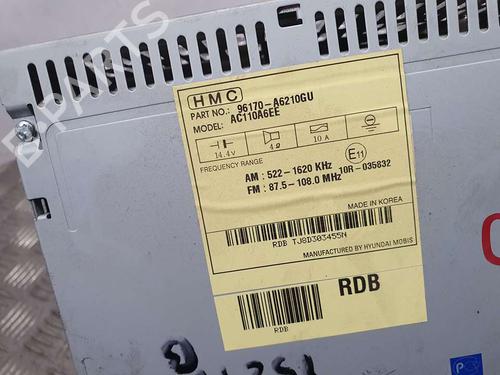 HMC
PART NO.: 96170-A6210GU
MODEL: AC110A6EE
14.4V 4Ω 10A
FREQUENCY RANGE
AM : 522-1620 KHz
FM : 87.5-108.0 MHz
E11
10R-035832
MADE IN KOREA
RDB TJ8D303455N
MANUFACTURED BY HYUNDAI MOBIS
RDB
RDB